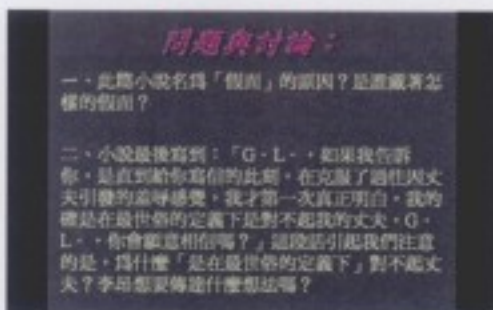 問題與討論：
一、此篇小說名為「假面」的原因？是誰戴著怎
樣的假面？
二、小說最後寫到：「G‧L‧，如果我告訴
你，是直到給你寫信的此刻，在克服了過往因丈
夫引發的羞辱感覺，我才第一次真正明白，我的
確是在最世俗的定義下是對不起我的丈夫，G‧
L‧，你會願意相信嗎？」這段話引起我們注意
的是，為什麼「是在最世俗的定義下」對不起丈
夫？李昂想要傳達什麼想法嗎？